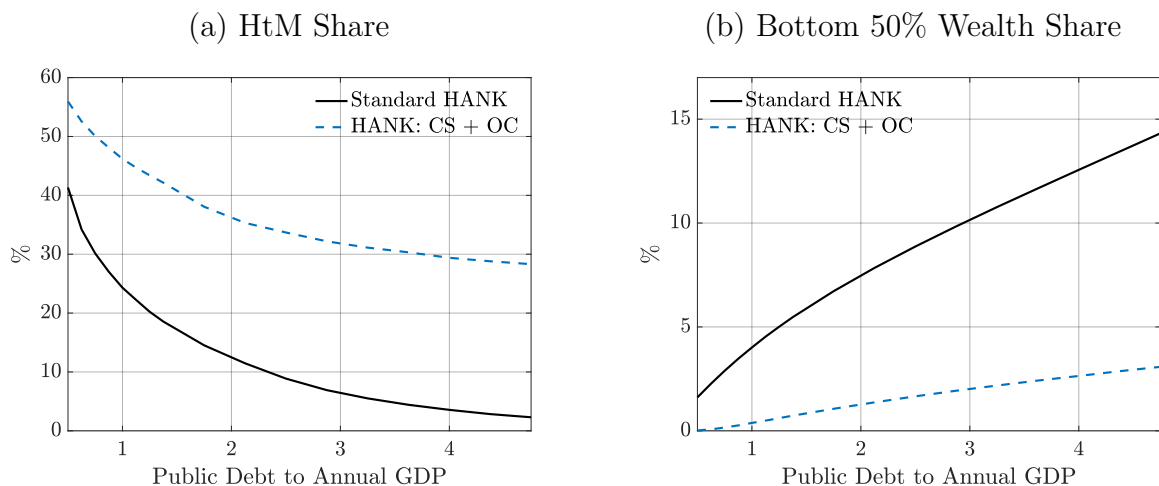 (a) HtM Share
60
50
40
30
20
10
0
%
1 2 3 4
Public Debt to Annual GDP
Standard HANK
HANK: CS + OC
(b) Bottom 50% Wealth Share
15
10
5
0
%
1 2 3 4
Public Debt to Annual GDP
Standard HANK
HANK: CS + OC